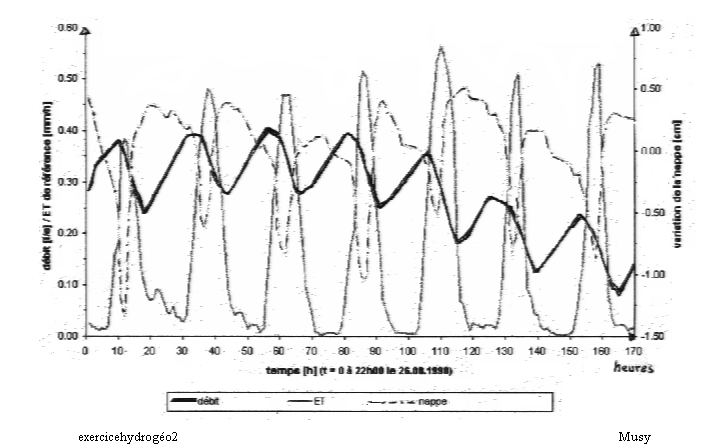 0.60
0.50
0.40
0.30
0.20
0.10
0.00
débit [l/s] / ET de référence [mm/h]
1.00
0.50
0.00
-0.50
-1.00
-1.50
variation de la nappe [cm]
0 10 20 30 40 50 60 70 80 90 100 110 120 130 140 150 160 170
temps [h] (t = 0 à 22h00 le 26.08.1998)
heures
débit ET nappe
exercicehydrogéo2 Musy